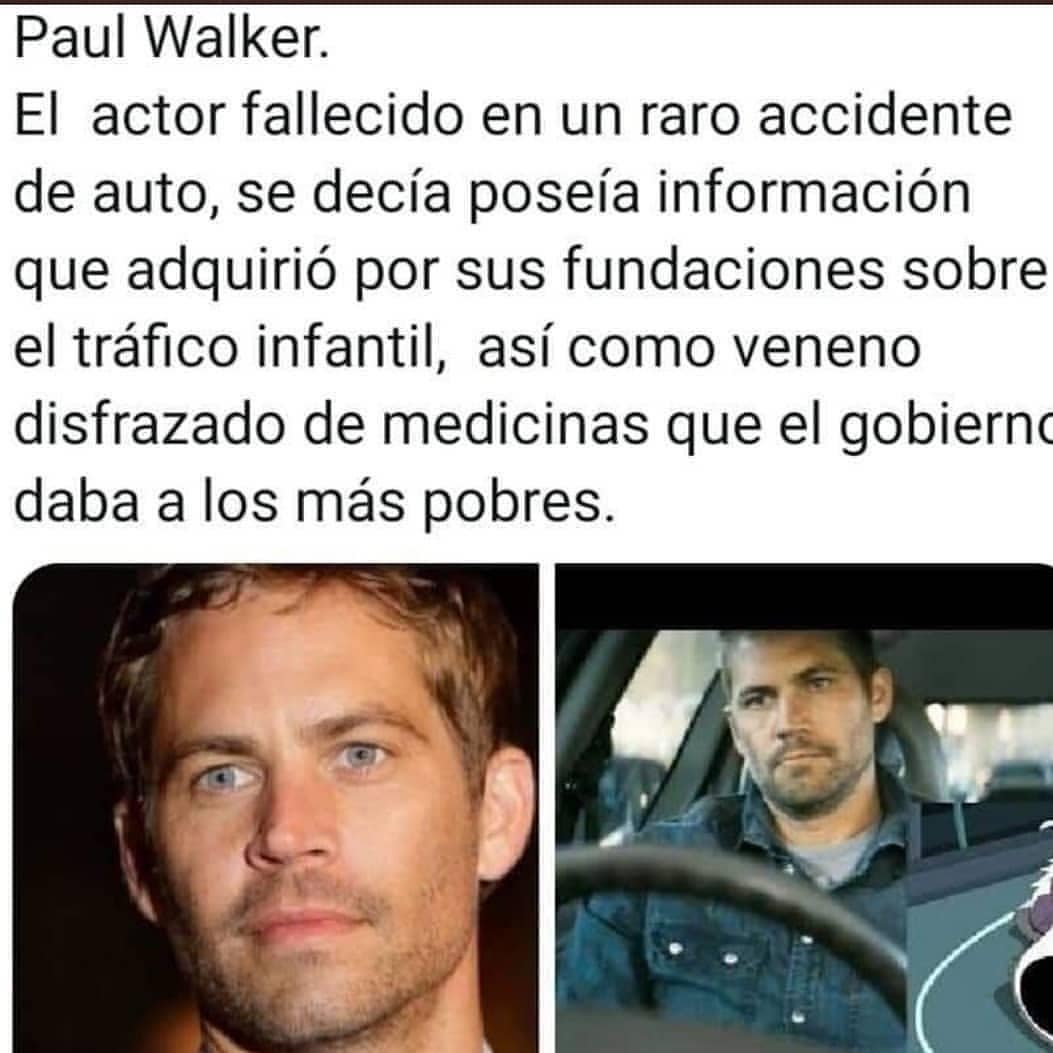 Paul Walker.
El  actor fallecido en un raro accidente
de auto, se decía poseía información
que adquirió por sus fundaciones sobre
el tráfico infantil,  así como veneno
disfrazado de medicinas que el gobierno
daba a los más pobres.